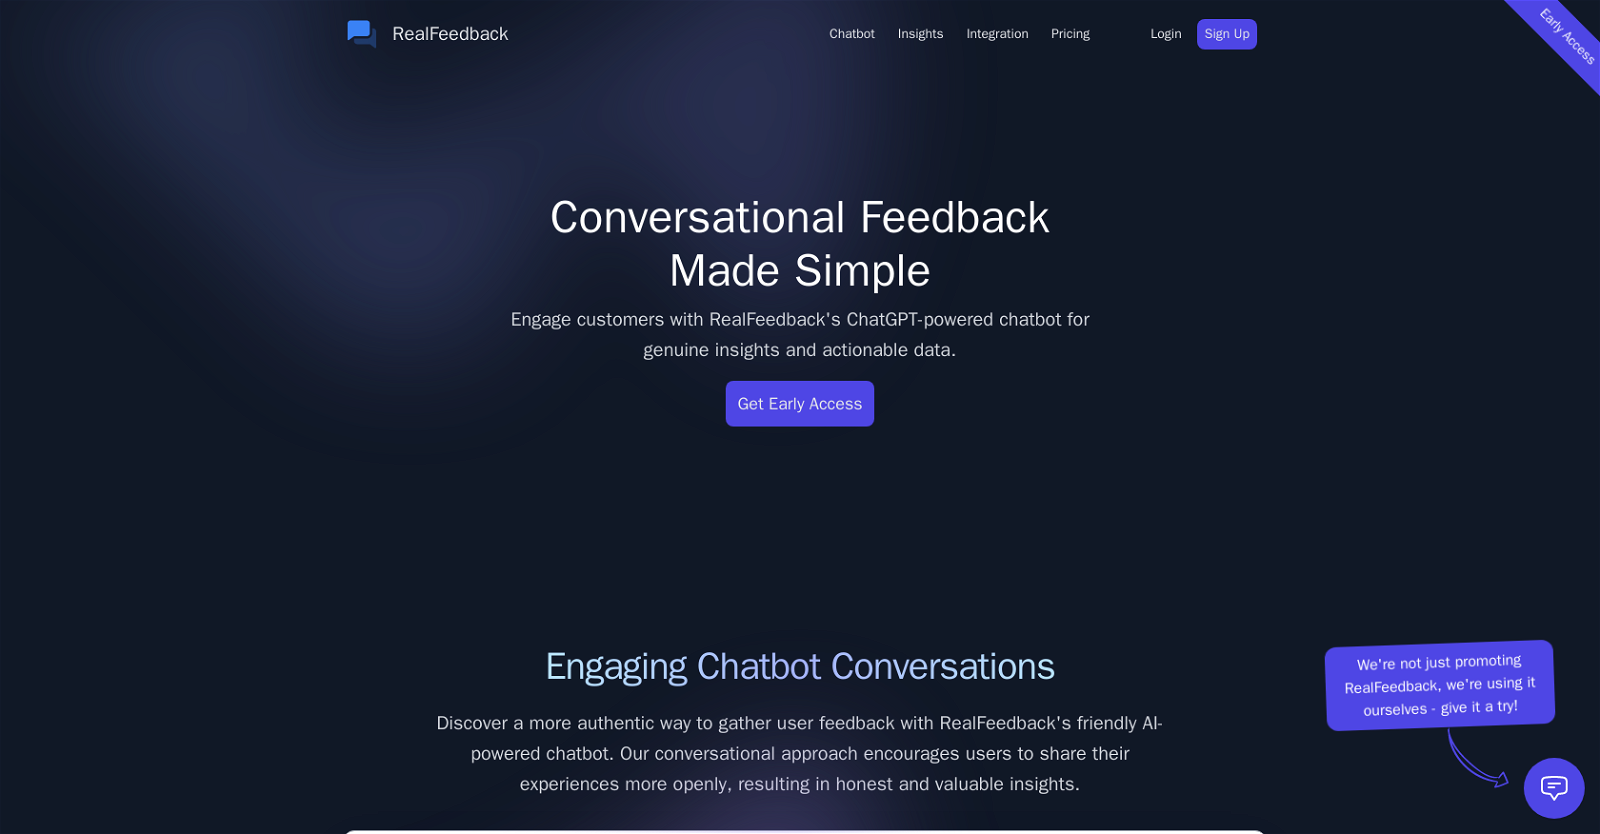 RealFeedback
Chatbot Insights Integration Pricing Login Sign Up
Early Access
Conversational Feedback
Made Simple
Engage customers with RealFeedback's ChatGPT-powered chatbot for
genuine insights and actionable data.
Get Early Access
Engaging Chatbot Conversations
Discover a more authentic way to gather user feedback with RealFeedback's friendly AI-
powered chatbot. Our conversational approach encourages users to share their
experiences more openly, resulting in honest and valuable insights.
We're not just promoting
RealFeedback, we're using it
ourselves - give it a try!